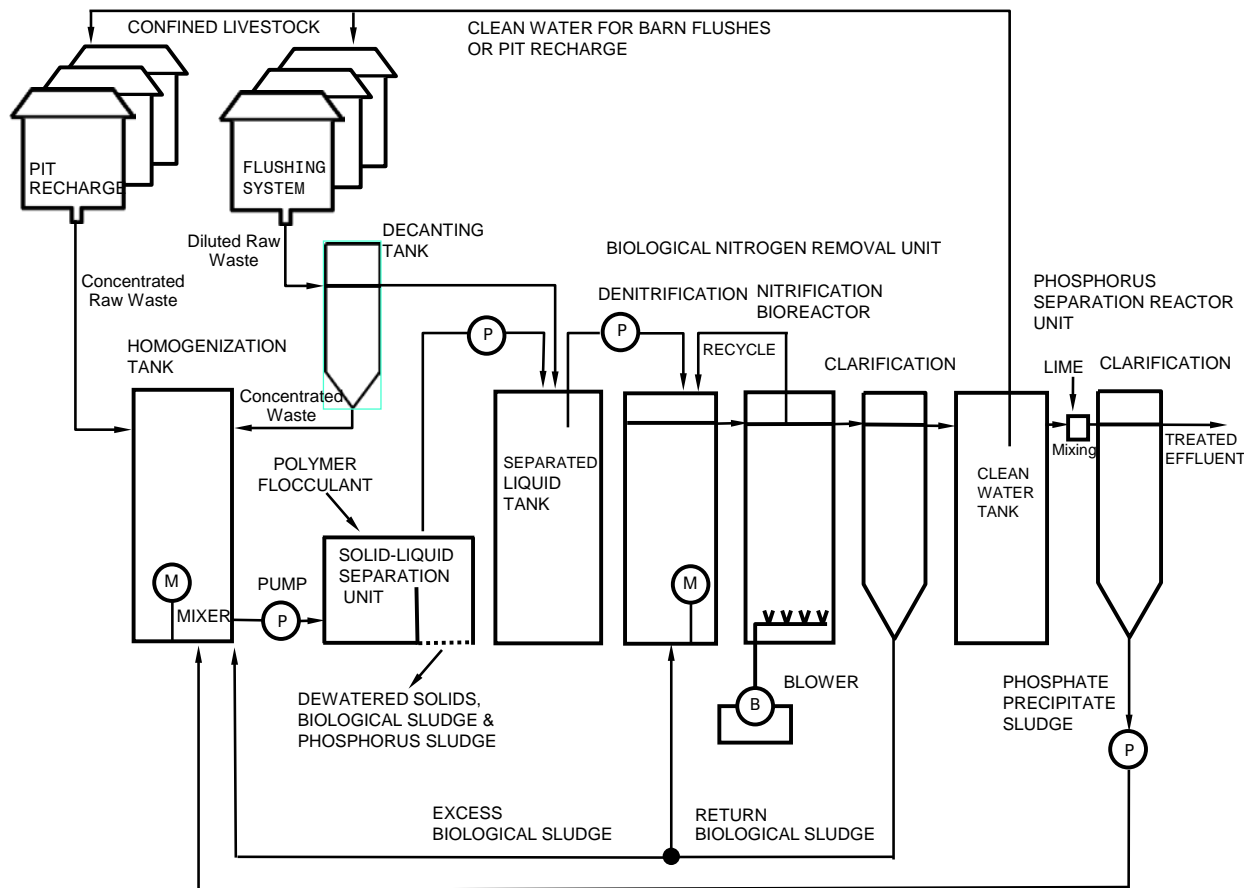 CONFINED LIVESTOCK
CLEAN WATER FOR BARN FLUSHES
OR PIT RECHARGE
PIT
RECHARGE
FLUSHING
SYSTEM
Diluted Raw
Waste
DECANTING
TANK
BIOLOGICAL NITROGEN REMOVAL UNIT
Concentrated
Raw Waste
DENITRIFICATION
NITRIFICATION
BIOREACTOR
PHOSPHORUS
SEPARATION REACTOR
UNIT
P
P
RECYCLE
HOMOGENIZATION
TANK
CLARIFICATION
LIME
CLARIFICATION
Concentrated
Waste
Mixing
TREATED
EFFLUENT
POLYMER
FLOCCULANT
SEPARATED
LIQUID
TANK
CLEAN
WATER
TANK
SOLID-LIQUID
SEPARATION
UNIT
M
MIXER
PUMP
P
M
DEWATERED SOLIDS,
BIOLOGICAL SLUDGE &
PHOSPHORUS SLUDGE
B
BLOWER
PHOSPHATE
PRECIPITATE
SLUDGE
P
EXCESS
BIOLOGICAL SLUDGE
RETURN
BIOLOGICAL SLUDGE